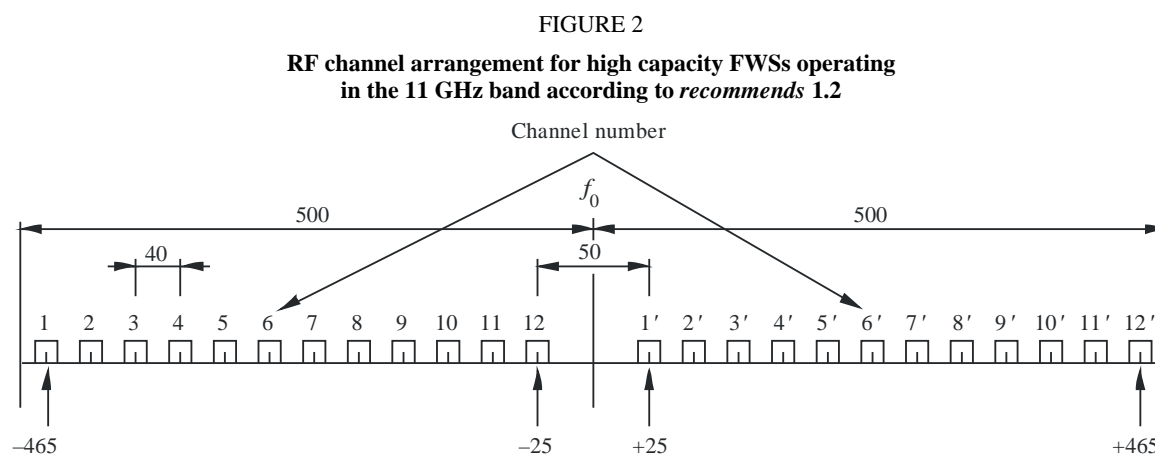 FIGURE 2
RF channel arrangement for high capacity FWSs operating
in the 11 GHz band according to recommends 1.2
Channel number
f0
500 500
40 50
1 2 3 4 5 6 7 8 9 10 11 12 1′ 2′ 3′ 4′ 5′ 6′ 7′ 8′ 9′ 10′ 11′ 12′
–465 –25 +25 +465